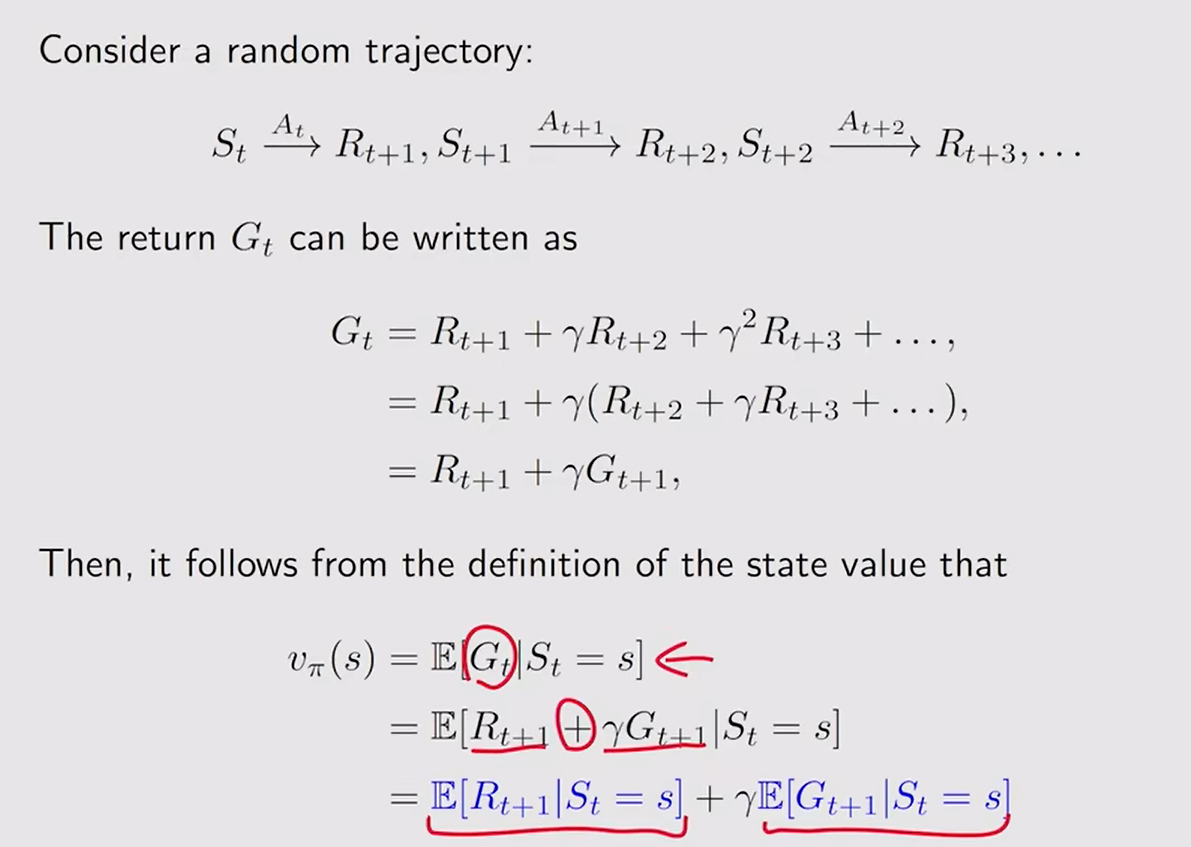 Consider a random trajectory:
$S_t \xrightarrow{A_t} R_{t+1}, S_{t+1} \xrightarrow{A_{t+1}} R_{t+2}, S_{t+2} \xrightarrow{A_{t+2}} R_{t+3}, \ldots$
The return $G_t$ can be written as
$G_t = R_{t+1} + \gamma R_{t+2} + \gamma^2 R_{t+3} + \ldots,$
$= R_{t+1} + \gamma(R_{t+2} + \gamma R_{t+3} + \ldots),$
$= R_{t+1} + \gamma G_{t+1},$
Then, it follows from the definition of the state value that
$v_\pi(s) = \mathbb{E}[G_t|S_t = s]$
$= \mathbb{E}[R_{t+1} + \gamma G_{t+1}|S_t = s]$
$= \mathbb{E}[R_{t+1}|S_t = s] + \gamma \mathbb{E}[G_{t+1}|S_t = s]$